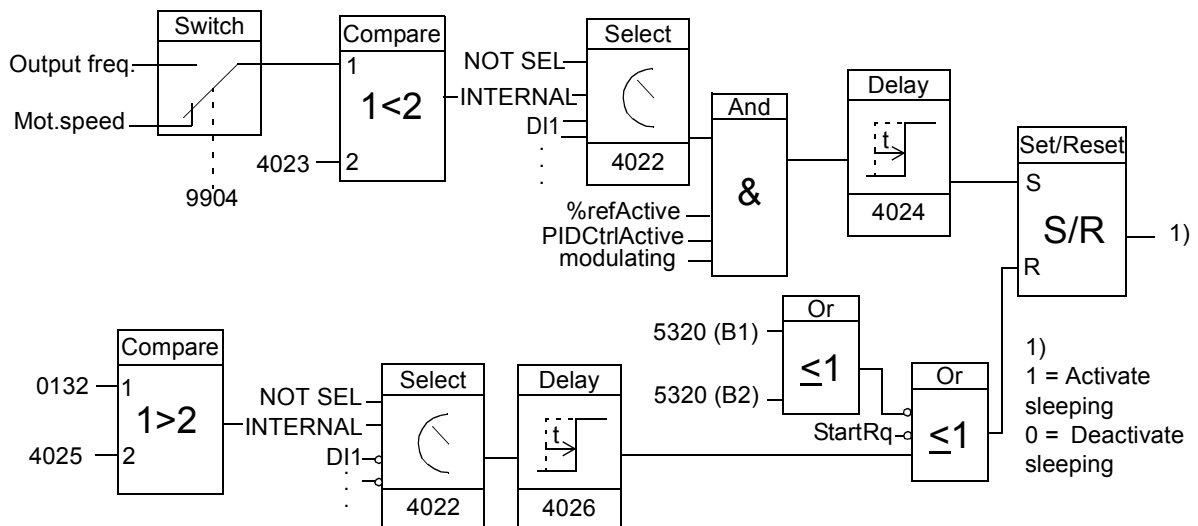 Switch
Output freq.
Mot.speed
9904
Compare
1
1<2
2
4023
Select
NOT SEL
INTERNAL
DI1
.
.
.
4022
And
&
%refActive
PIDCtrlActive
modulating
Delay
t
4024
Set/Reset
S
S/R
R
1)
Compare
0132
1
1>2
4025
2
Select
NOT SEL
INTERNAL
DI1
.
.
.
4022
Delay
t
4026
Or
5320 (B1)
≤1
5320 (B2)
Or
StartRq
≤1
1)
1 = Activate
sleeping
0 = Deactivate
sleeping